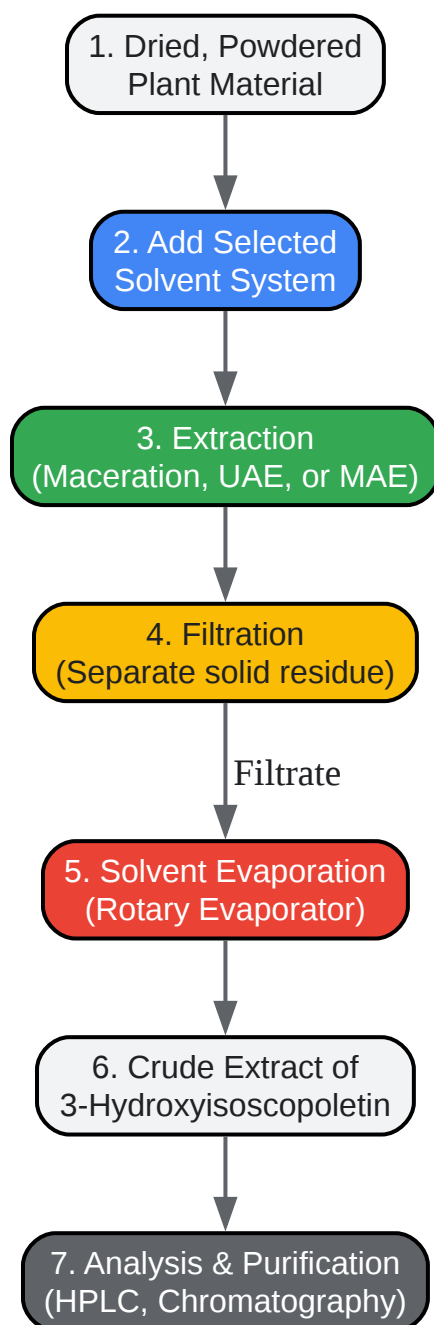 1. Dried, Powdered
Plant Material
2. Add Selected
Solvent System
3. Extraction
(Maceration, UAE, or MAE)
4. Filtration
(Separate solid residue)
Filtrate
5. Solvent Evaporation
(Rotary Evaporator)
6. Crude Extract of
3-Hydroxyisoscopoletin
7. Analysis & Purification
(HPLC, Chromatography)